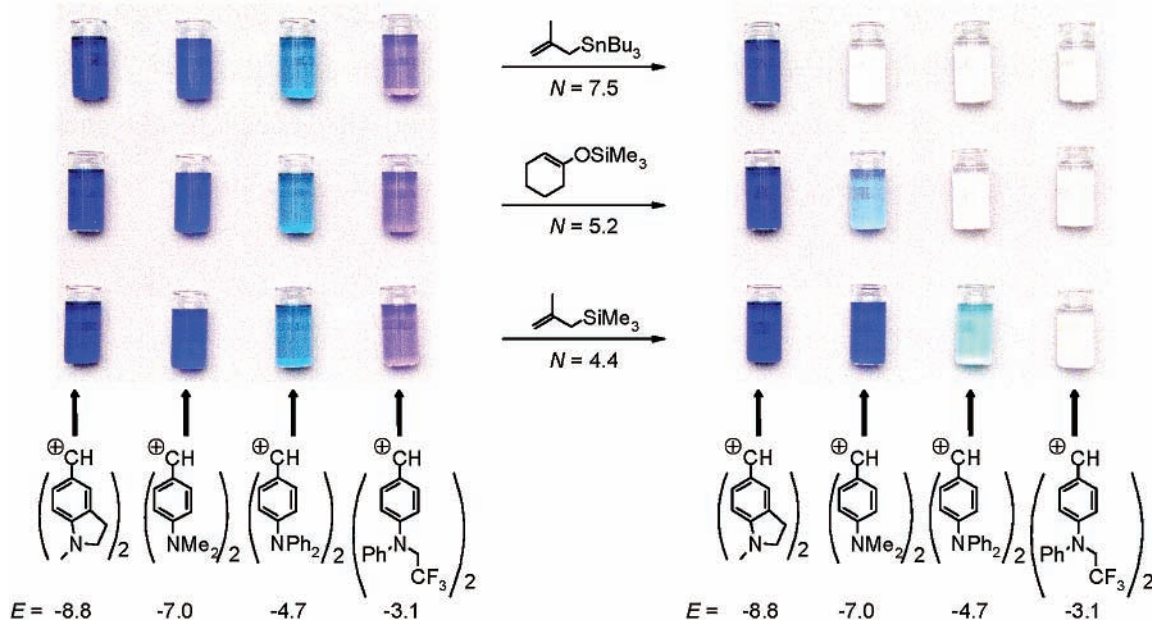 SnBu₃
N = 7.5
OSiMe₃
N = 5.2
SiMe₃
N = 4.4
⊕CH ⊕CH ⊕CH ⊕CH ⊕CH ⊕CH ⊕CH ⊕CH
( N )₂ ( NMe₂ )₂ ( NPh₂ )₂ ( Ph N CF₃ )₂ ( N )₂ ( NMe₂ )₂ ( NPh₂ )₂ ( Ph N CF₃ )₂
E = -8.8 -7.0 -4.7 -3.1 E = -8.8 -7.0 -4.7 -3.1